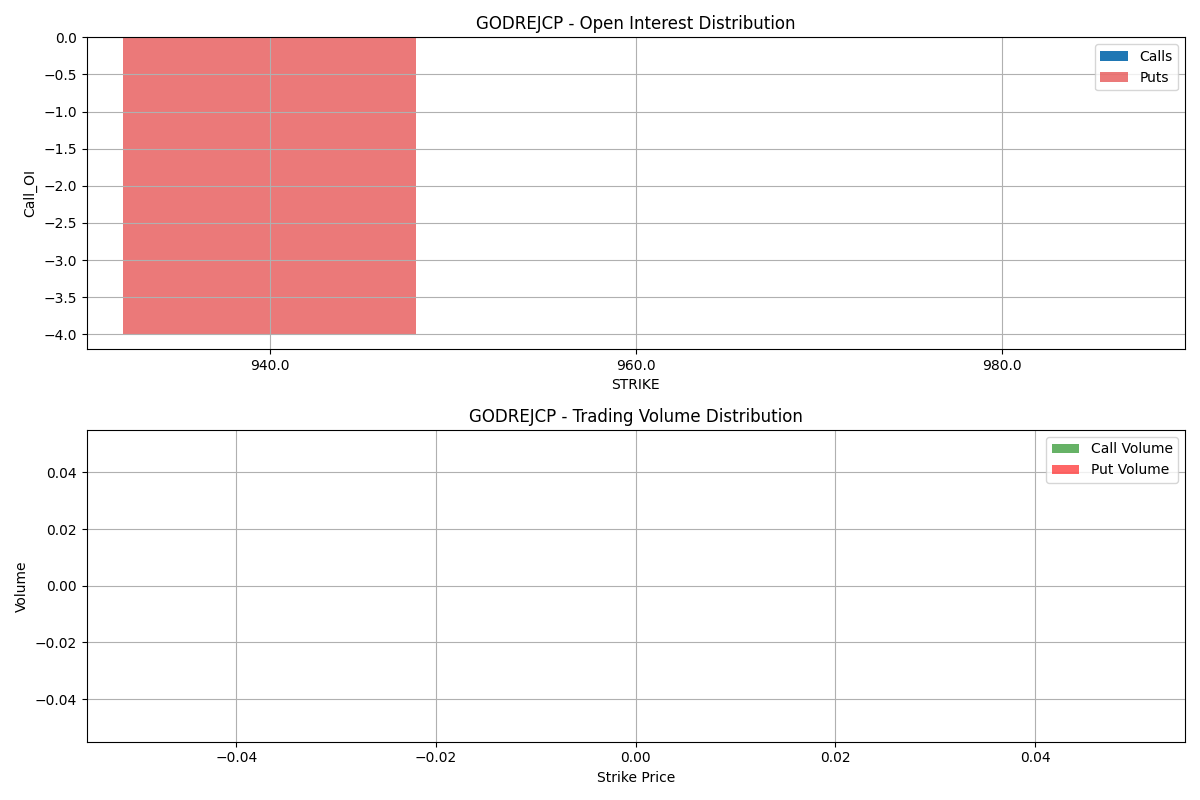 GODREJCP - Open Interest Distribution
0.0
−0.5
−1.0
−1.5
−2.0
−2.5
−3.0
−3.5
−4.0
Call_OI
Calls
Puts
940.0 960.0 980.0
STRIKE
GODREJCP - Trading Volume Distribution
0.04
0.02
0.00
−0.02
−0.04
Volume
Call Volume
Put Volume
−0.04 −0.02 0.00 0.02 0.04
Strike Price